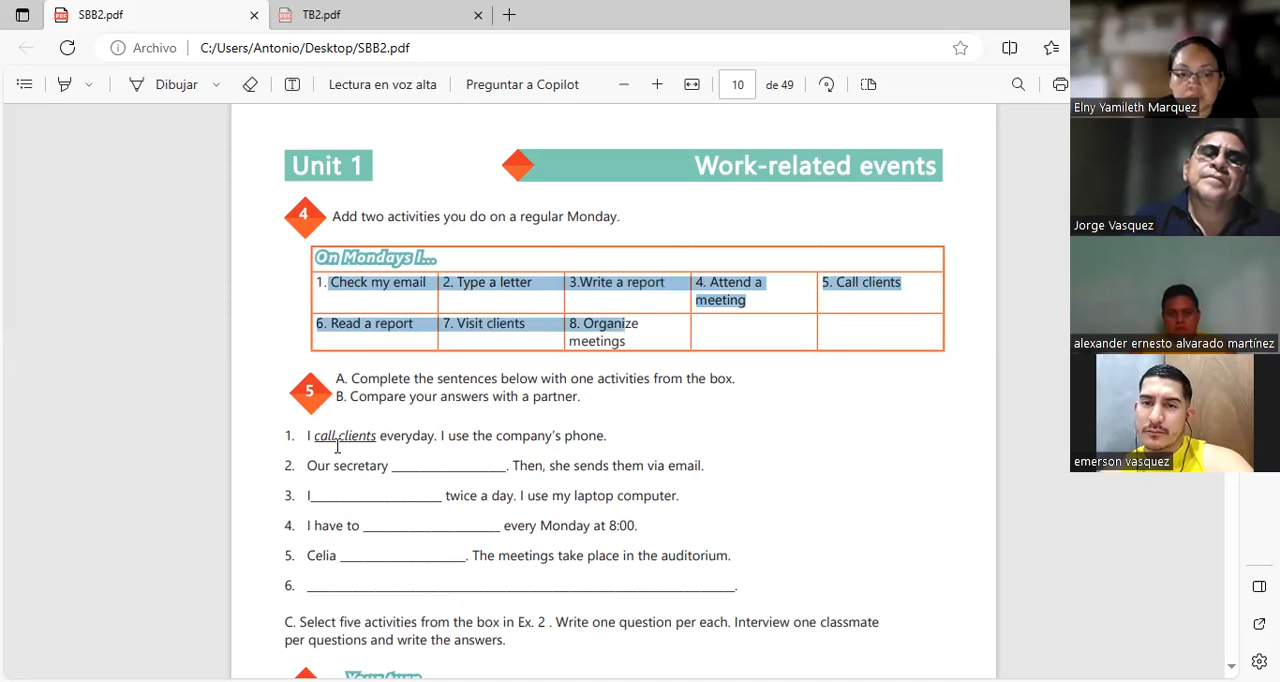 SBB2.pdf
TB2.pdf
Archivo C:/Users/Antonio/Desktop/SBB2.pdf
Dibujar Lectura en voz alta Preguntar a Copilot 10 de 49
Unit 1 Work-related events
4 Add two activities you do on a regular Monday.
On Mondays I...
1. Check my email 2. Type a letter 3.Write a report 4. Attend a meeting 5. Call clients
6. Read a report 7. Visit clients 8. Organize meetings
5 A. Complete the sentences below with one activities from the box.
B. Compare your answers with a partner.
1. I call clients everyday. I use the company's phone.
2. Our secretary ________________. Then, she sends them via email.
3. I___________________ twice a day. I use my laptop computer.
4. I have to ____________________ every Monday at 8:00.
5. Celia __________________. The meetings take place in the auditorium.
6. ______________________________________________________________.
C. Select five activities from the box in Ex. 2 . Write one question per each. Interview one classmate
per questions and write the answers.
Elny Yamileth Marquez
Jorge Vasquez
alexander ernesto alvarado martínez
emerson vasquez